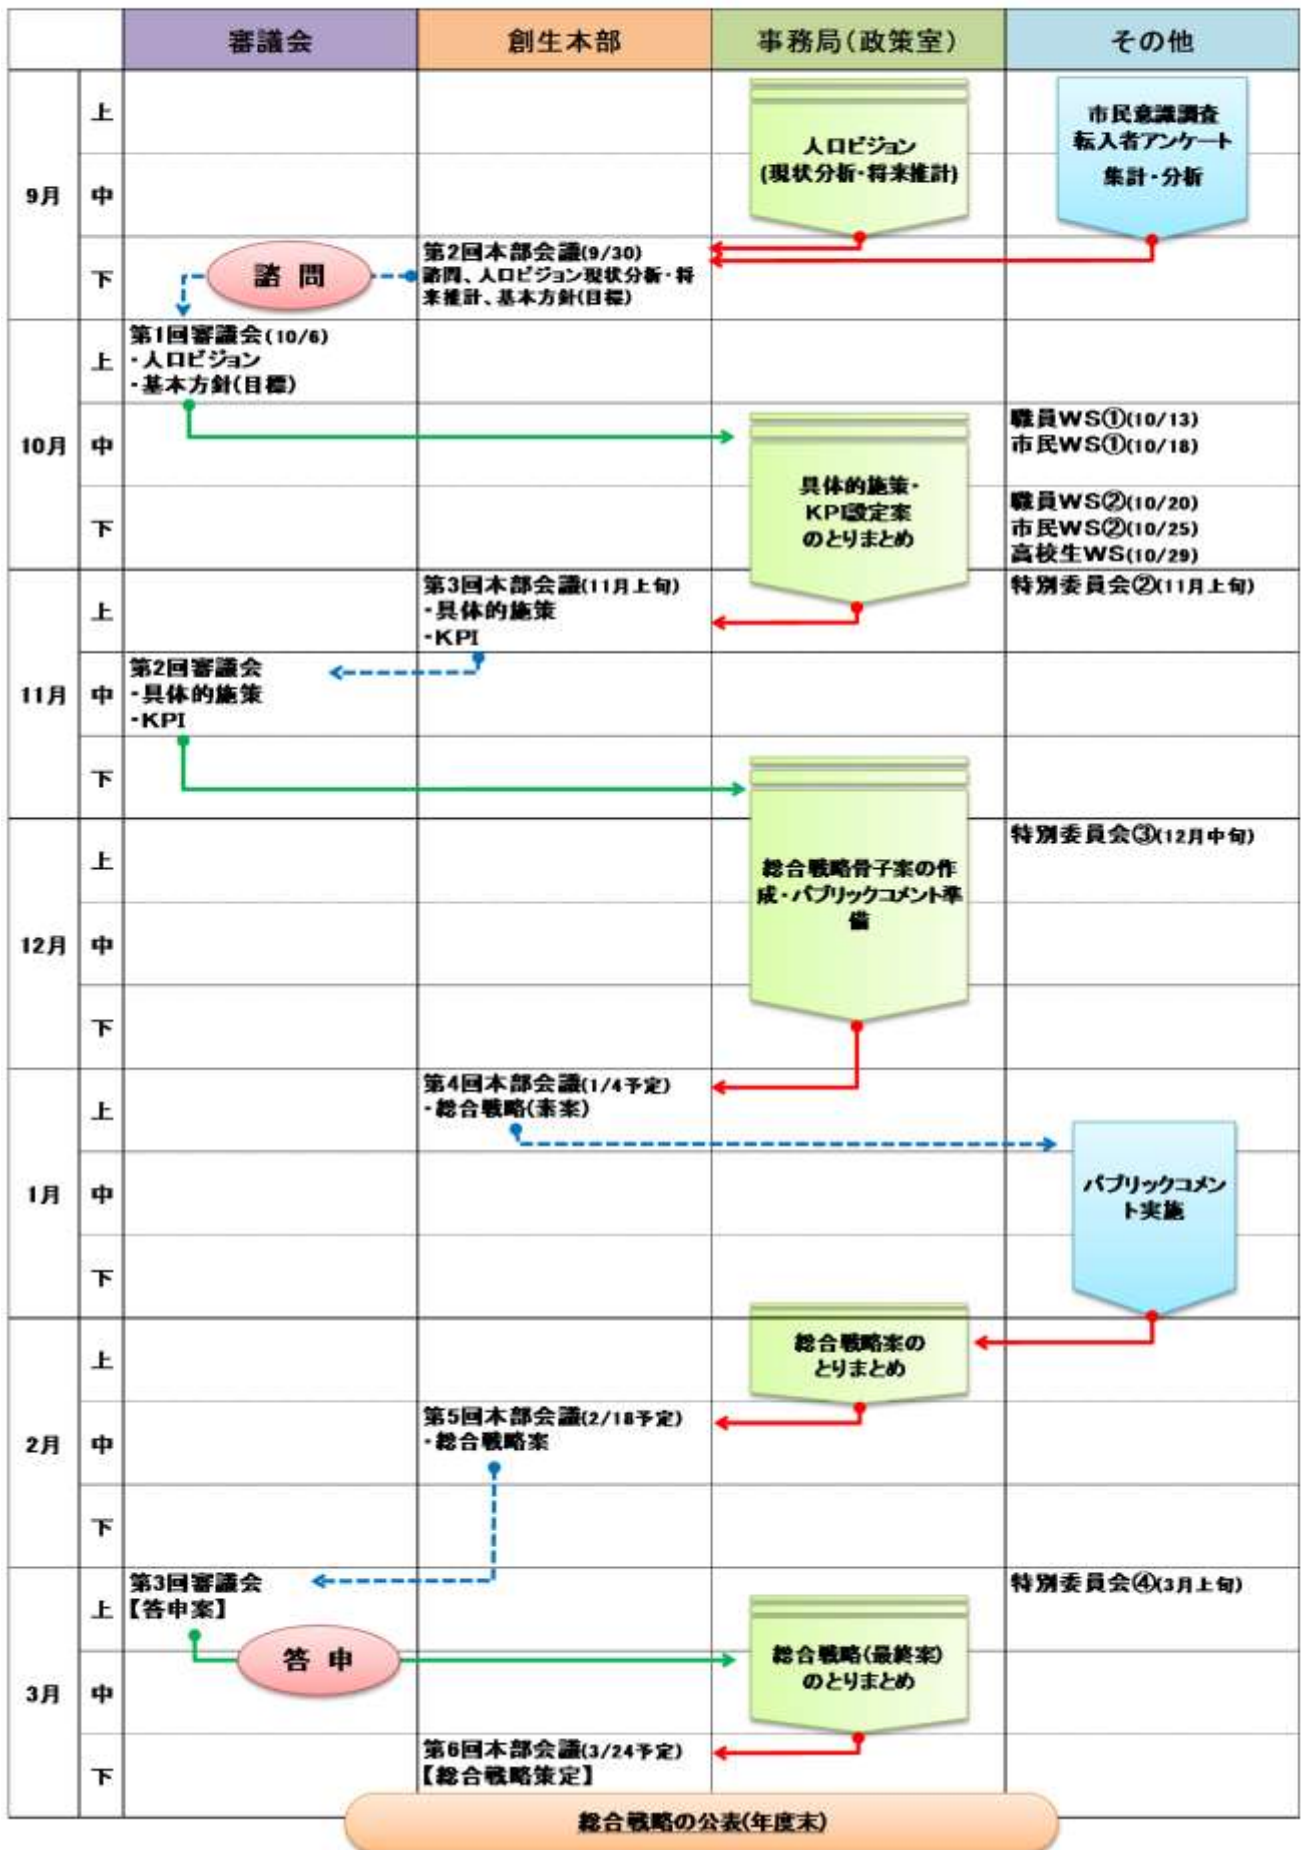 審議会
創生本部
事務局(政策室)
その他
9月
上
中
下
人口ビジョン
(現状分析・将来推計)
市民意識調査
転入者アンケート
集計・分析
諮 問
第2回本部会議(9/30)
諮問、人口ビジョン現状分析・将
来推計、基本方針(目標)
10月
上
中
下
第1回審議会(10/6)
・人口ビジョン
・基本方針(目標)
具体的施策・
KPI設定案
のとりまとめ
職員WS①(10/13)
市民WS①(10/18)
職員WS②(10/20)
市民WS②(10/25)
高校生WS(10/29)
11月
上
中
下
第3回本部会議(11月上旬)
・具体的施策
・KPI
特別委員会②(11月上旬)
第2回審議会
・具体的施策
・KPI
12月
上
中
下
総合戦略骨子案の作
成・パブリックコメント準
備
特別委員会③(12月中旬)
1月
上
中
下
第4回本部会議(1/4予定)
・総合戦略(素案)
パブリックコメン
ト実施
2月
上
中
下
総合戦略案の
とりまとめ
第5回本部会議(2/18予定)
・総合戦略案
3月
上
中
下
第3回審議会
【答申案】
特別委員会④(3月上旬)
答 申
総合戦略(最終案)
のとりまとめ
第6回本部会議(3/24予定)
【総合戦略策定】
総合戦略の公表(年度末)